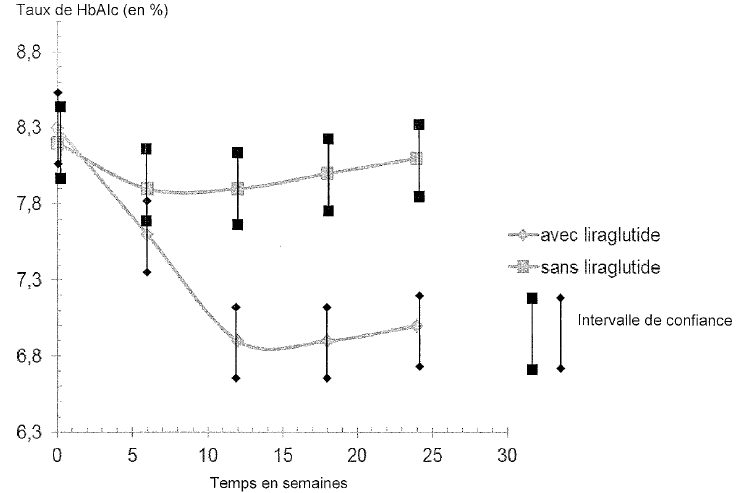 Taux de HbAIc (en %)
8,8
8,3
7,8
7,3
6,8
6,3
0 5 10 15 20 25 30
Temps en semaines
avec liraglutide
sans liraglutide
Intervalle de confiance